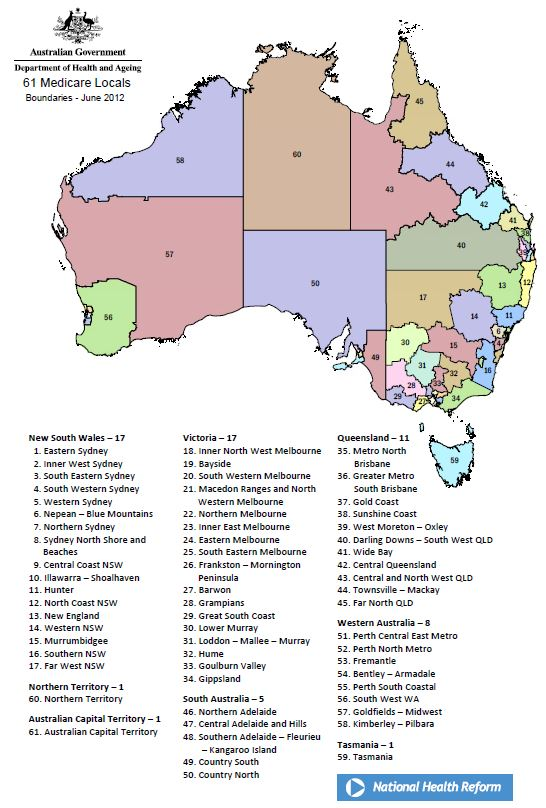 Australian Government
Department of Health and Ageing
61 Medicare Locals
Boundaries - June 2012
45
60
58
44
43
42
41
38
39
40
57
50
12
13
17
14
11
56
6
4
30
15
49
31
32
16
28
33
34
29
27
59
New South Wales – 17
1. Eastern Sydney
2. Inner West Sydney
3. South Eastern Sydney
4. South Western Sydney
5. Western Sydney
6. Nepean – Blue Mountains
7. Northern Sydney
8. Sydney North Shore and
Beaches
9. Central Coast NSW
10. Illawarra – Shoalhaven
11. Hunter
12. North Coast NSW
13. New England
14. Western NSW
15. Murrumbidgee
16. Southern NSW
17. Far West NSW
Northern Territory – 1
60. Northern Territory
Australian Capital Territory – 1
61. Australian Capital Territory
Victoria – 17
18. Inner North West Melbourne
19. Bayside
20. South Western Melbourne
21. Macedon Ranges and North
Western Melbourne
22. Northern Melbourne
23. Inner East Melbourne
24. Eastern Melbourne
25. South Eastern Melbourne
26. Frankston – Mornington
Peninsula
27. Barwon
28. Grampians
29. Great South Coast
30. Lower Murray
31. Loddon – Mallee – Murray
32. Hume
33. Goulburn Valley
34. Gippsland
South Australia – 5
46. Northern Adelaide
47. Central Adelaide and Hills
48. Southern Adelaide – Fleurieu
– Kangaroo Island
49. Country South
50. Country North
Queensland – 11
35. Metro North
Brisbane
36. Greater Metro
South Brisbane
37. Gold Coast
38. Sunshine Coast
39. West Moreton – Oxley
40. Darling Downs – South West QLD
41. Wide Bay
42. Central Queensland
43. Central and North West QLD
44. Townsville – Mackay
45. Far North QLD
Western Australia – 8
51. Perth Central East Metro
52. Perth North Metro
53. Fremantle
54. Bentley – Armadale
55. Perth South Coastal
56. South West WA
57. Goldfields – Midwest
58. Kimberley – Pilbara
Tasmania – 1
59. Tasmania
National Health Reform